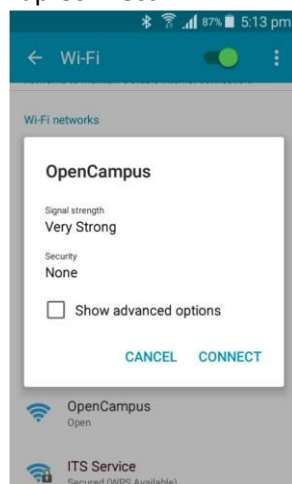 87% 5:13 pm
Wi-Fi
Wi-Fi networks
OpenCampus
Signal strength
Very Strong
Security
None
Show advanced options
CANCEL CONNECT
OpenCampus
Open
ITS Service
Secured (WPS Available)